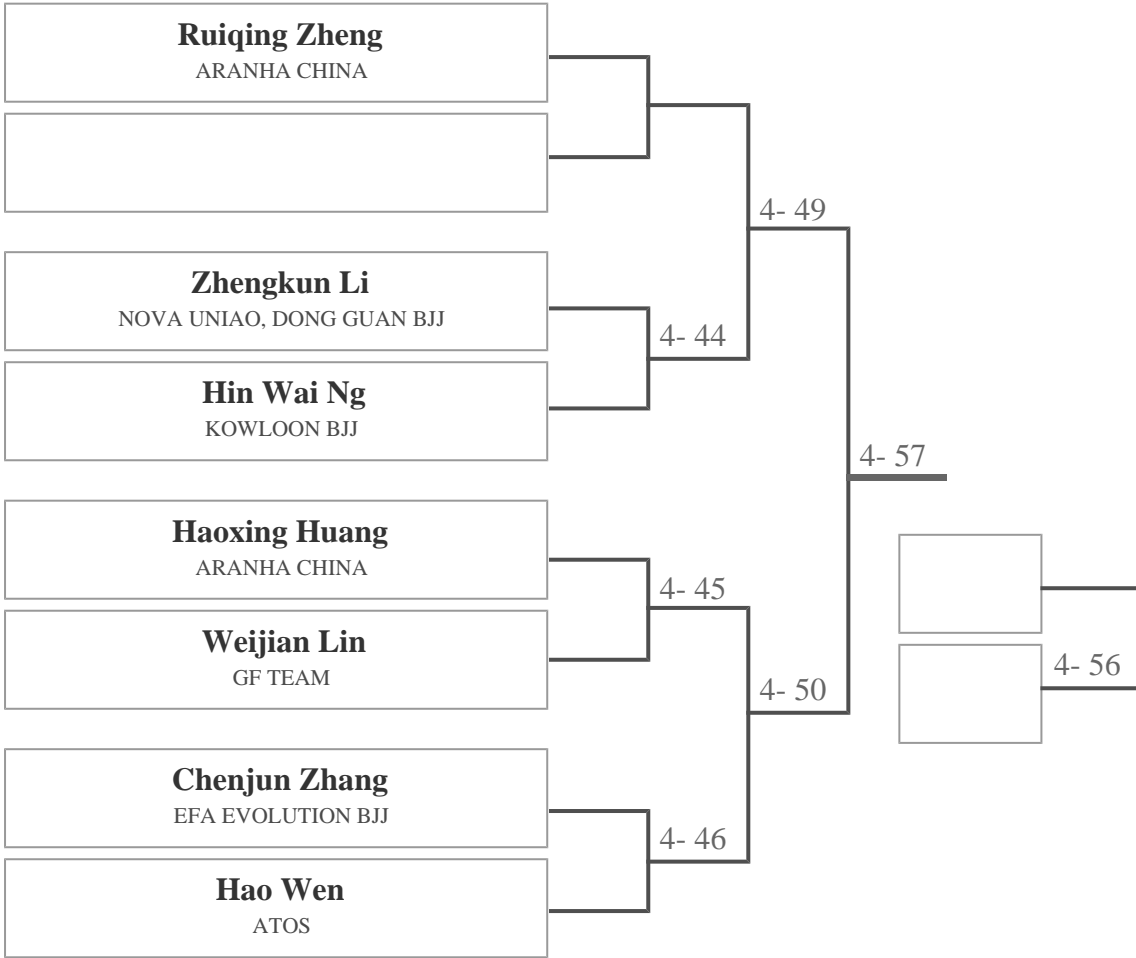 Ruiqing Zheng
ARANHA CHINA
4- 49
Zhengkun Li
NOVA UNIAO, DONG GUAN BJJ
4- 44
Hin Wai Ng
KOWLOON BJJ
4- 57
Haoxing Huang
ARANHA CHINA
4- 45
Weijian Lin
GF TEAM
4- 50
4- 56
Chenjun Zhang
EFA EVOLUTION BJJ
4- 46
Hao Wen
ATOS